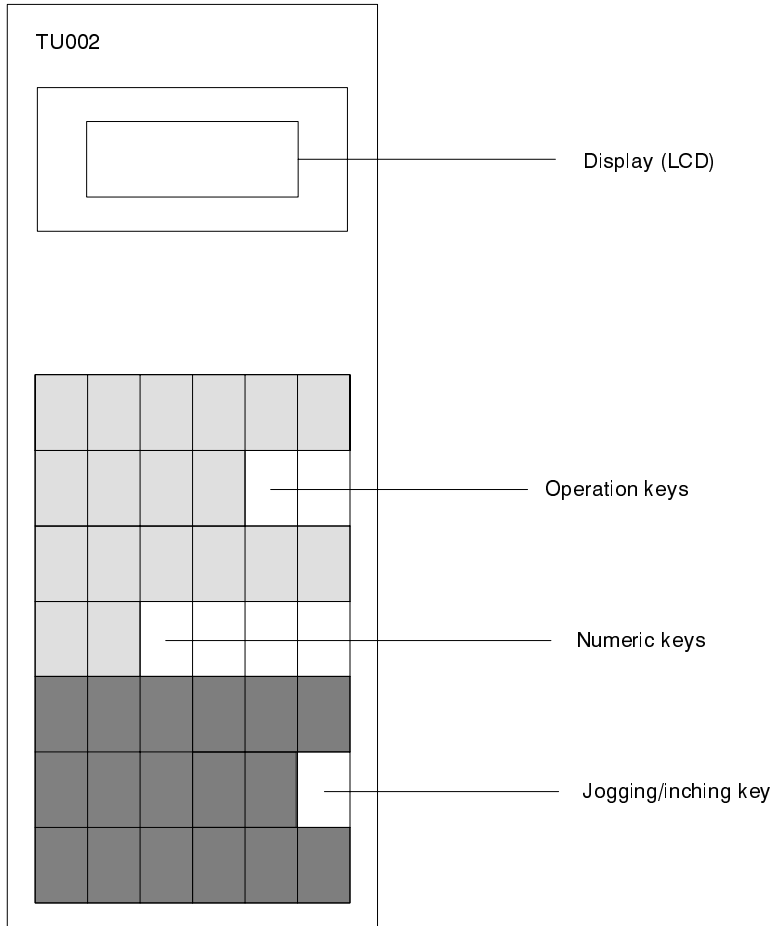 TU002
Display (LCD)
Operation keys
Numeric keys
Jogging/inching key